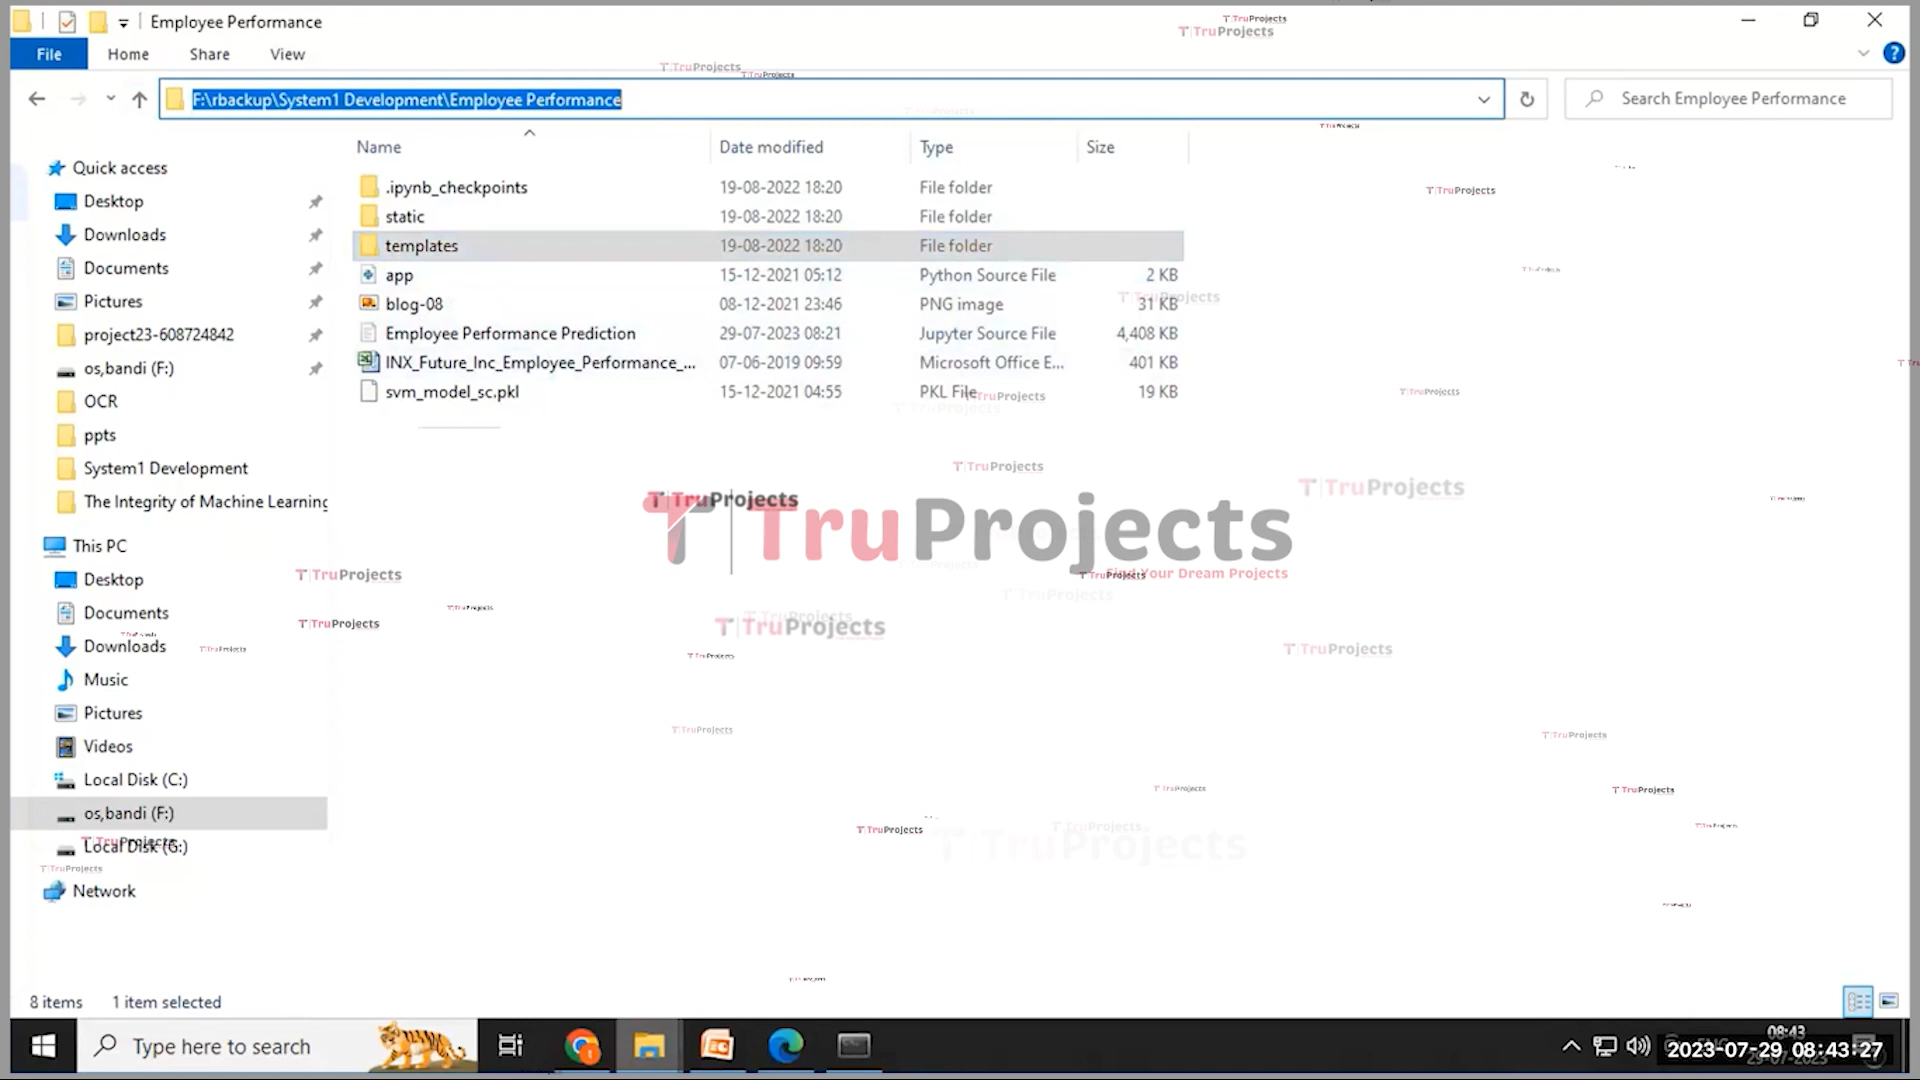 Employee Performance
File Home Share View
F:\rbackup\System1 Development\Employee Performance
Search Employee Performance
Name Date modified Type Size
Quick access
Desktop
Downloads
Documents
Pictures
project23-608724842
os,bandi (F:)
OCR
ppts
System1 Development
The Integrity of Machine Learning
This PC
Desktop
Documents
Downloads
Music
Pictures
Videos
Local Disk (C:)
os,bandi (F:)
Local Disk (G:)
Network
.ipynb_checkpoints 19-08-2022 18:20 File folder
static 19-08-2022 18:20 File folder
templates 19-08-2022 18:20 File folder
app 15-12-2021 05:12 Python Source File 2 KB
blog-08 08-12-2021 23:46 PNG image 31 KB
Employee Performance Prediction 29-07-2023 08:21 Jupyter Source File 4,408 KB
INX_Future_Inc_Employee_Performance_... 07-06-2019 09:59 Microsoft Office E... 401 KB
svm_model_sc.pkl 15-12-2021 04:55 PKL File 19 KB
TruProjects
Find Your Dream Projects
8 items 1 item selected
Type here to search
08:43
2023-07-29 08:43:27